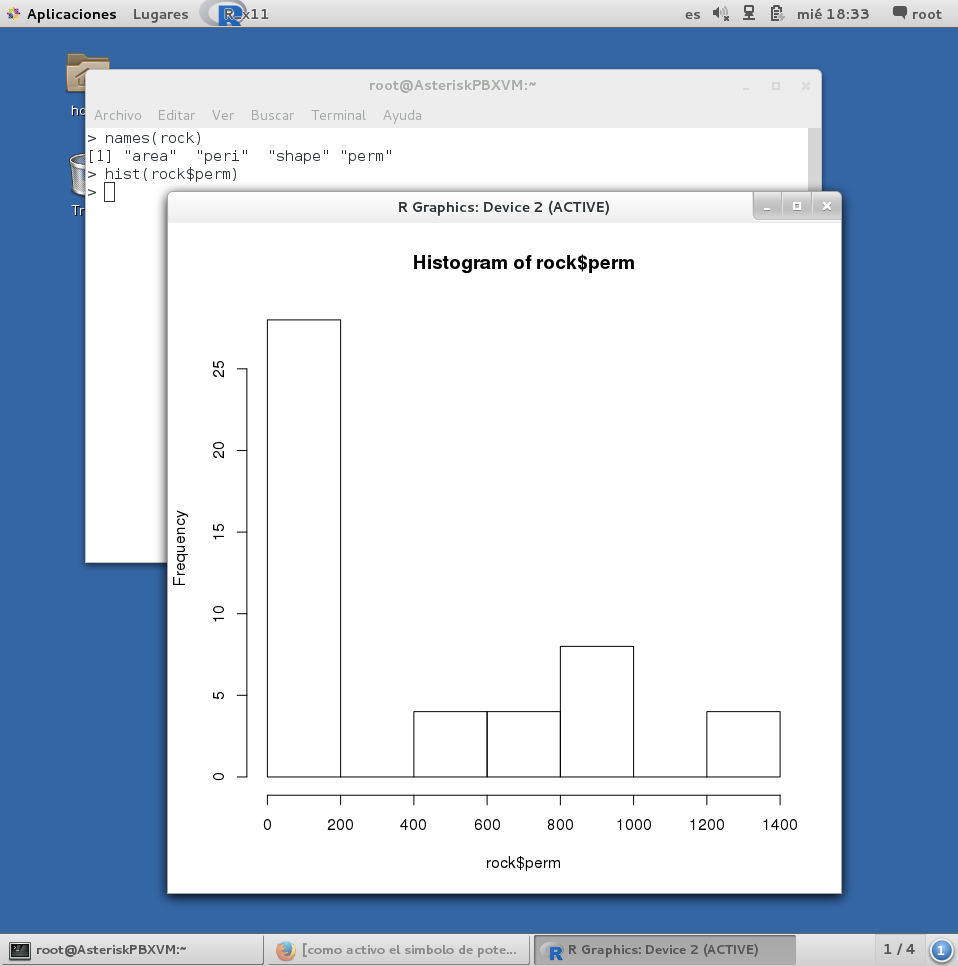 Aplicaciones Lugares R_x11 es mié 18:33 root
root@AsteriskPBXVM:~
Archivo Editar Ver Buscar Terminal Ayuda
> names(rock)
[1] "area"  "peri"  "shape" "perm"
> hist(rock$perm)
>
R Graphics: Device 2 (ACTIVE)
Histogram of rock$perm
25
20
15
10
5
0
Frequency
0 200 400 600 800 1000 1200 1400
rock$perm
root@AsteriskPBXVM:~ [como activo el simbolo de pote... R Graphics: Device 2 (ACTIVE) 1 / 4 1